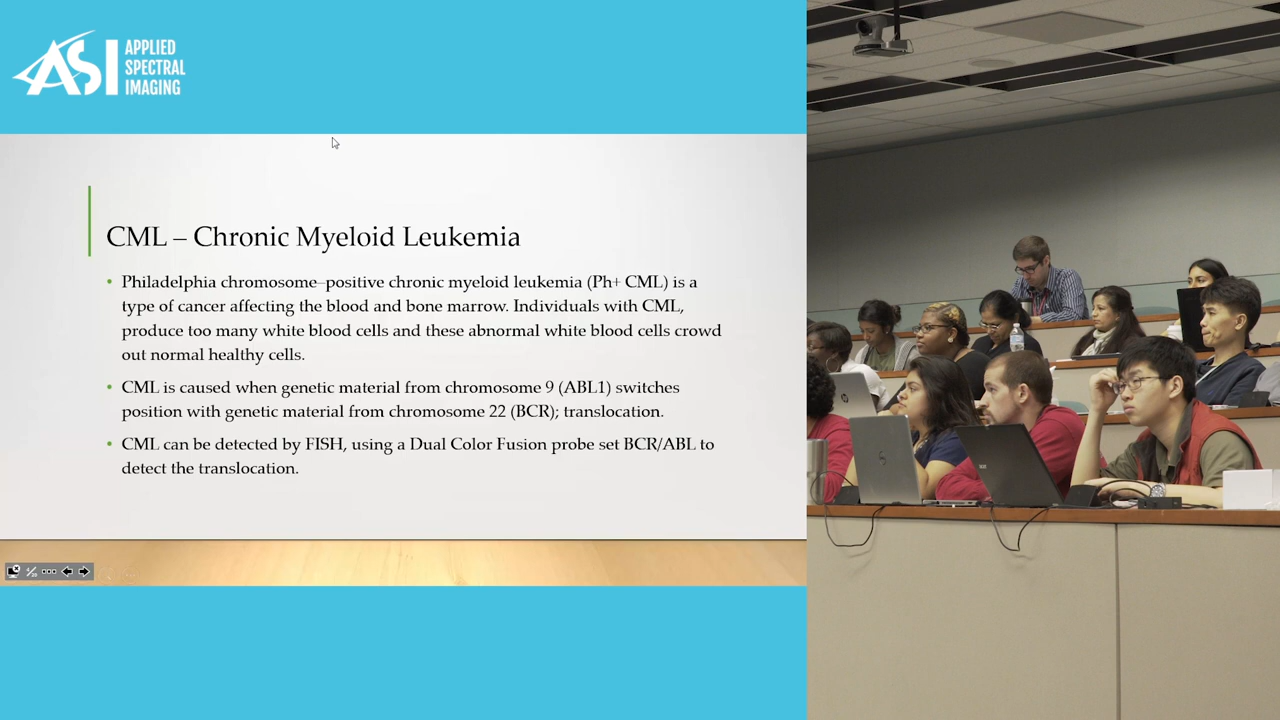 ASI
APPLIED
SPECTRAL
IMAGING
CML – Chronic Myeloid Leukemia
• Philadelphia chromosome–positive chronic myeloid leukemia (Ph+ CML) is a
type of cancer affecting the blood and bone marrow. Individuals with CML,
produce too many white blood cells and these abnormal white blood cells crowd
out normal healthy cells.
• CML is caused when genetic material from chromosome 9 (ABL1) switches
position with genetic material from chromosome 22 (BCR); translocation.
• CML can be detected by FISH, using a Dual Color Fusion probe set BCR/ABL to
detect the translocation.